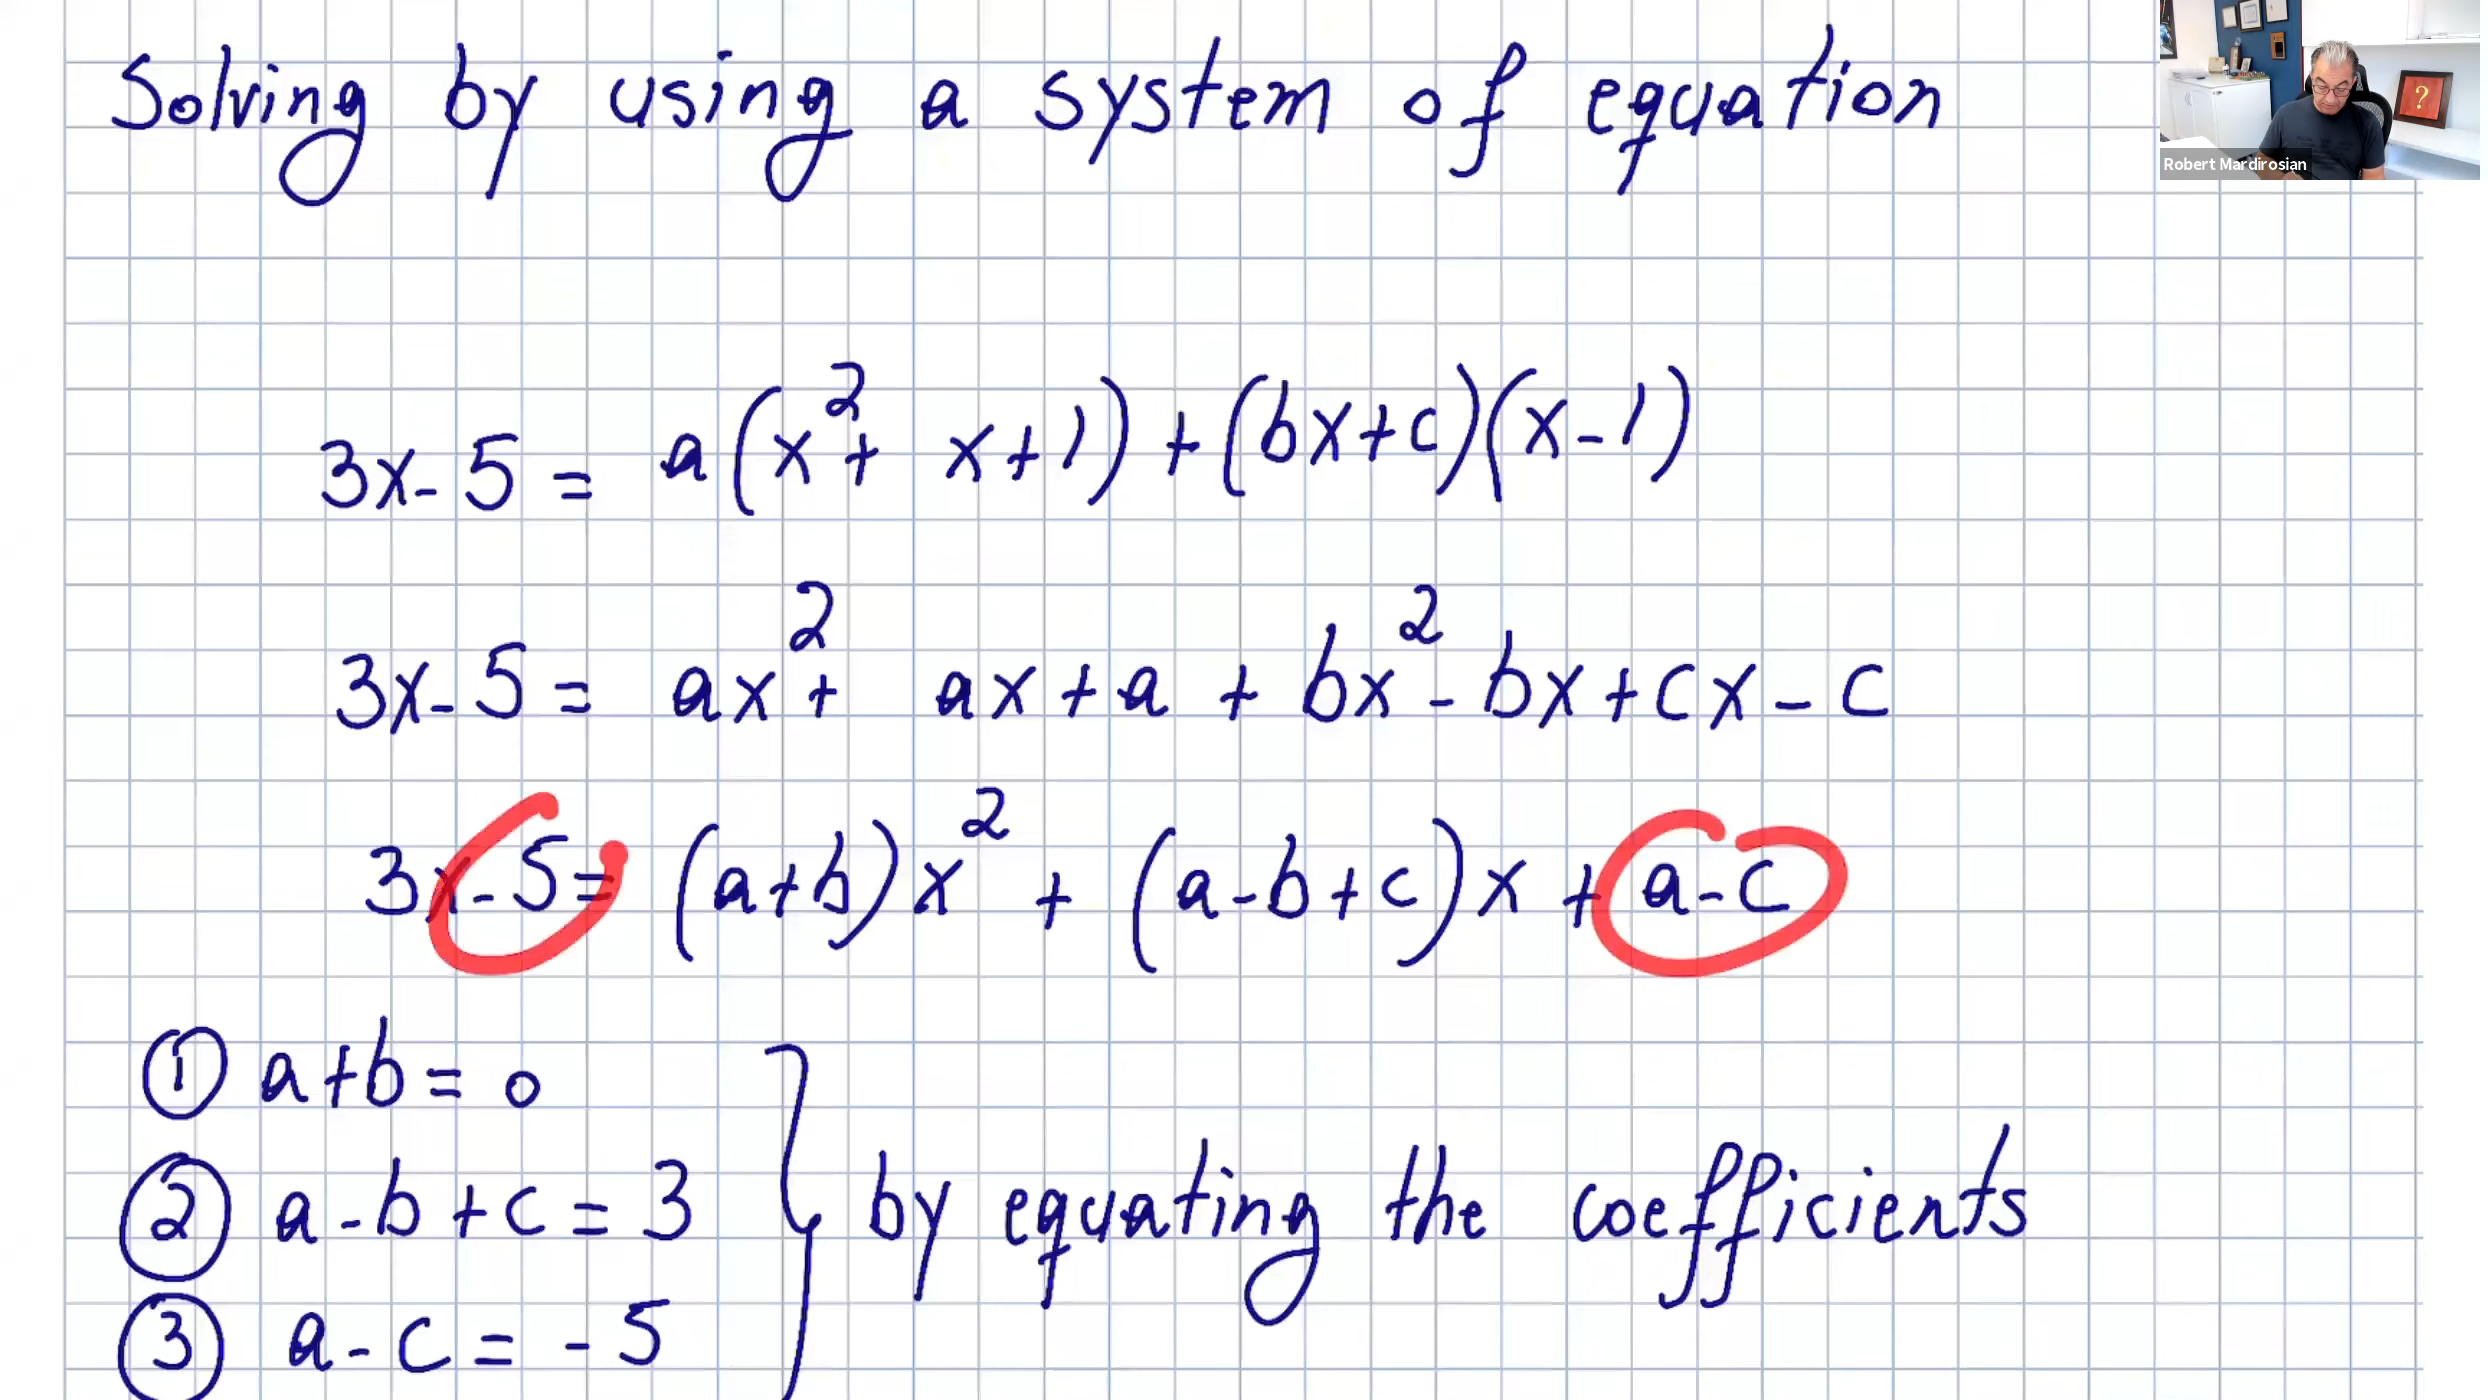 Solving by using a system of equation
?
Robert Mardirosian
3x - 5 = a(x² + x + 1) + (bx + c)(x - 1)
3x - 5 = ax² + ax + a + bx² - bx + cx - c
3x - 5 = (a + b)x² + (a - b + c)x + a - c
① a + b = 0
② a - b + c = 3
by equating the coefficients
③ a - c = -5